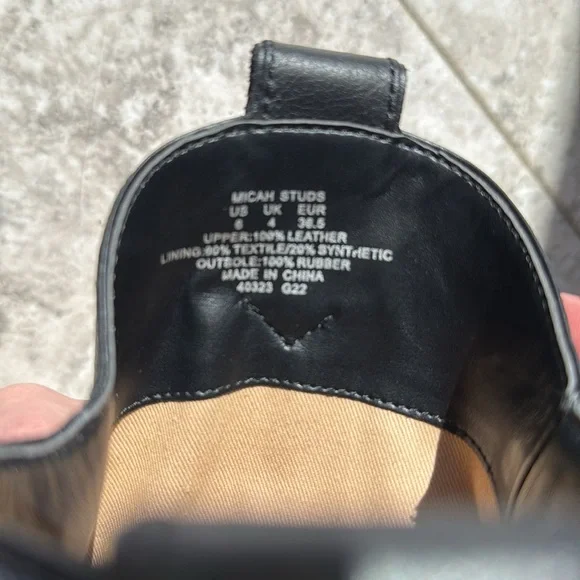 MICAH STUDS
US UK EUR
6 4 36.5
UPPER:100% LEATHER
LINING:80% TEXTILE/20% SYNTHETIC
OUTSOLE:100% RUBBER
MADE IN CHINA
40323 G22